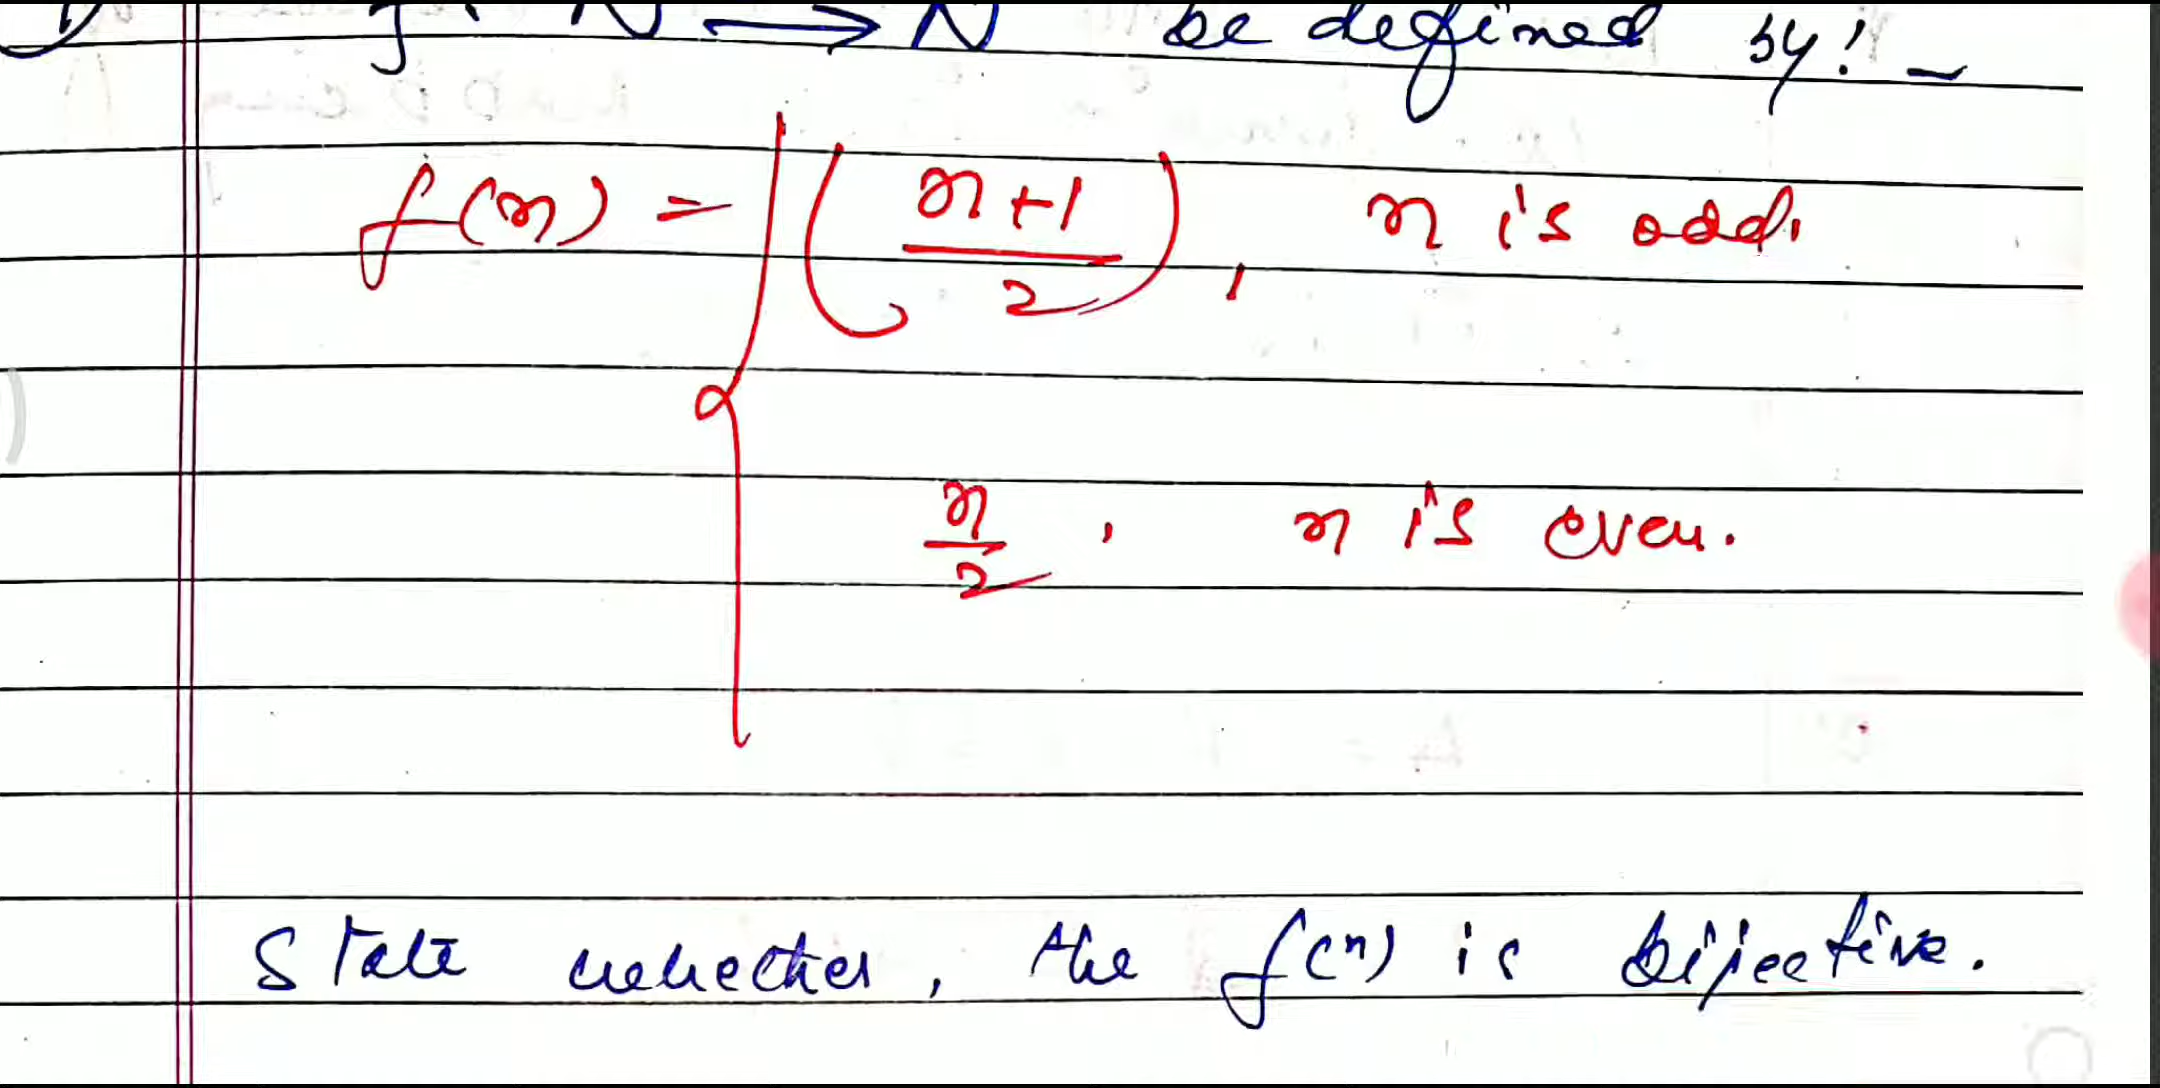 f : N → N be defined by : –
f(n) = { (n+1 / 2), n is odd.
n/2 , n is even.
State whether, the f(n) is bijective.